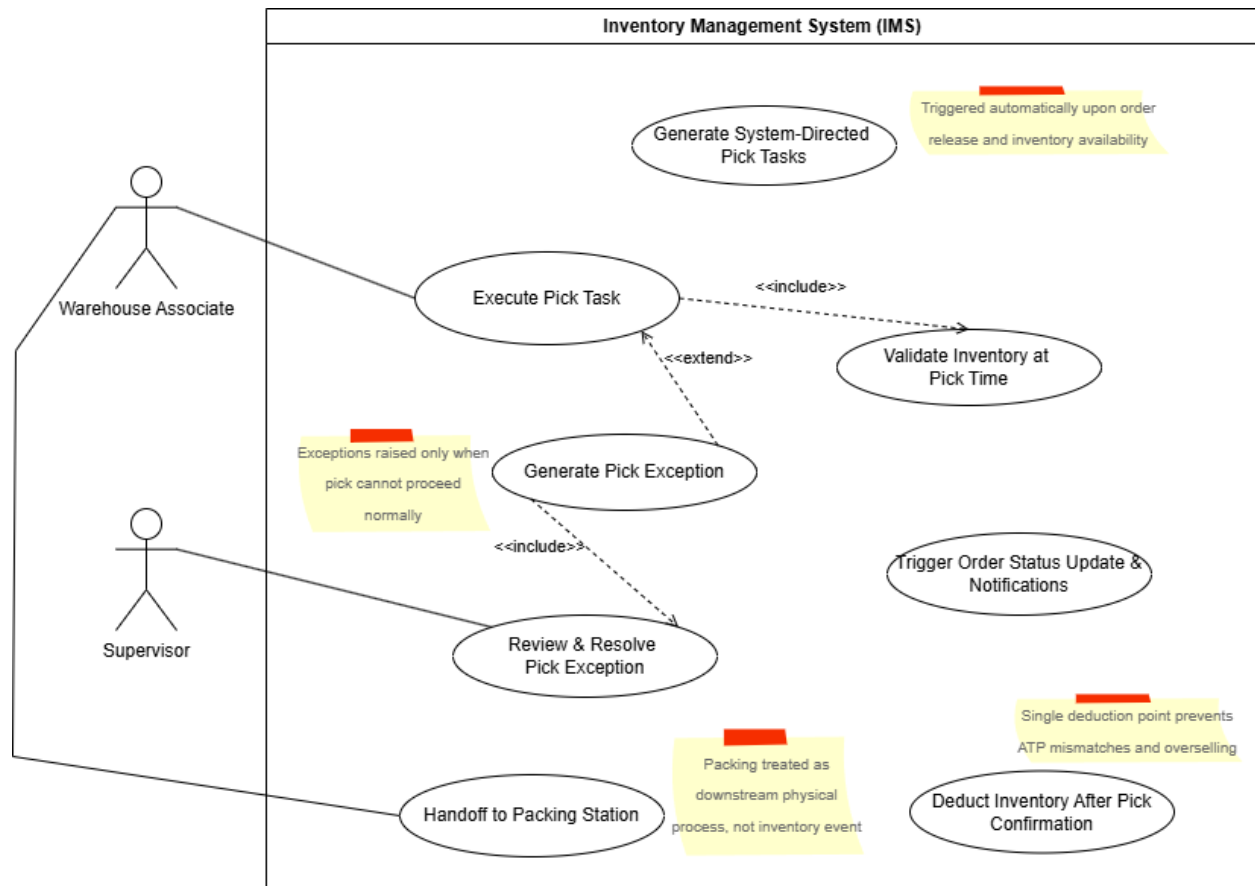 Inventory Management System (IMS)
Generate System-Directed
Pick Tasks
Triggered automatically upon order
release and inventory availability
Warehouse Associate
Execute Pick Task
<<include>>
Validate Inventory at
Pick Time
<<extend>>
Exceptions raised only when
pick cannot proceed
normally
Generate Pick Exception
<<include>>
Trigger Order Status Update &
Notifications
Supervisor
Review & Resolve
Pick Exception
Single deduction point prevents
ATP mismatches and overselling
Packing treated as
downstream physical
process, not inventory event
Handoff to Packing Station
Deduct Inventory After Pick
Confirmation